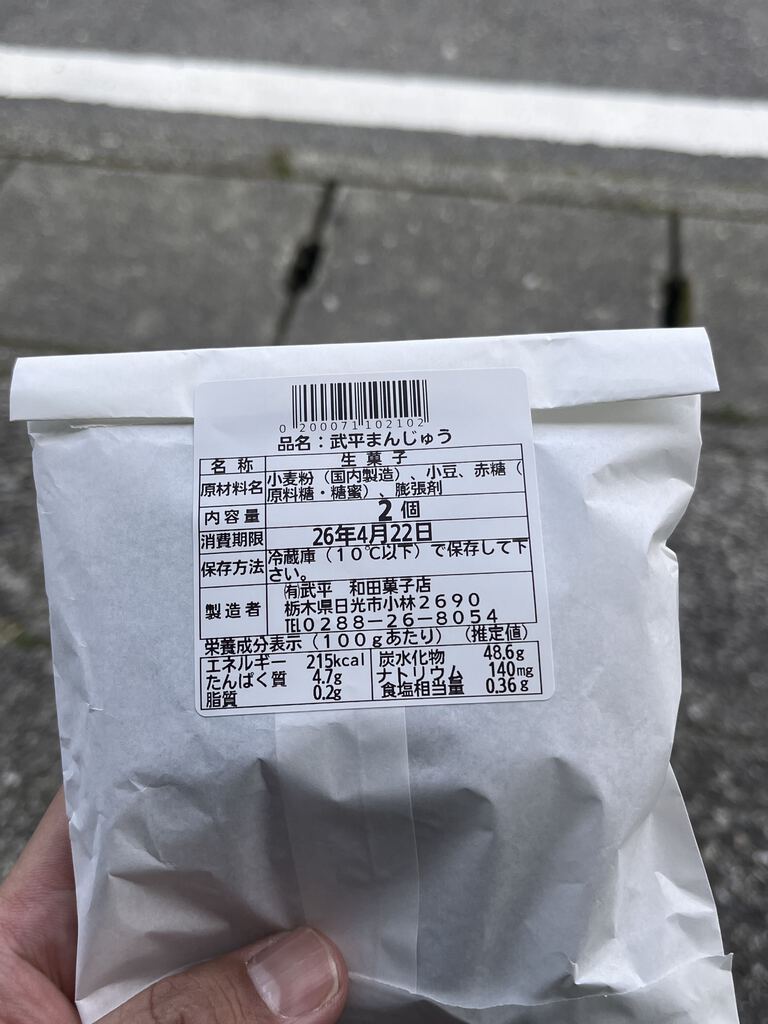 0 200071 102102
品名：武平まんじゅう
名称 生菓子
原材料名 小麦粉（国内製造）、小豆、赤糖（
原料糖・糖蜜）、膨張剤
内容量 2個
消費期限 26年4月22日
保存方法 冷蔵庫（10℃以下）で保存して下
さい。
製造者 ㈲武平 和田菓子店
栃木県日光市小林2690
℡0288-26-8054
栄養成分表示（100gあたり）（推定値）
エネルギー 215kcal 炭水化物 48.6g
たんぱく質 4.7g ナトリウム 140mg
脂質 0.2g 食塩相当量 0.36g